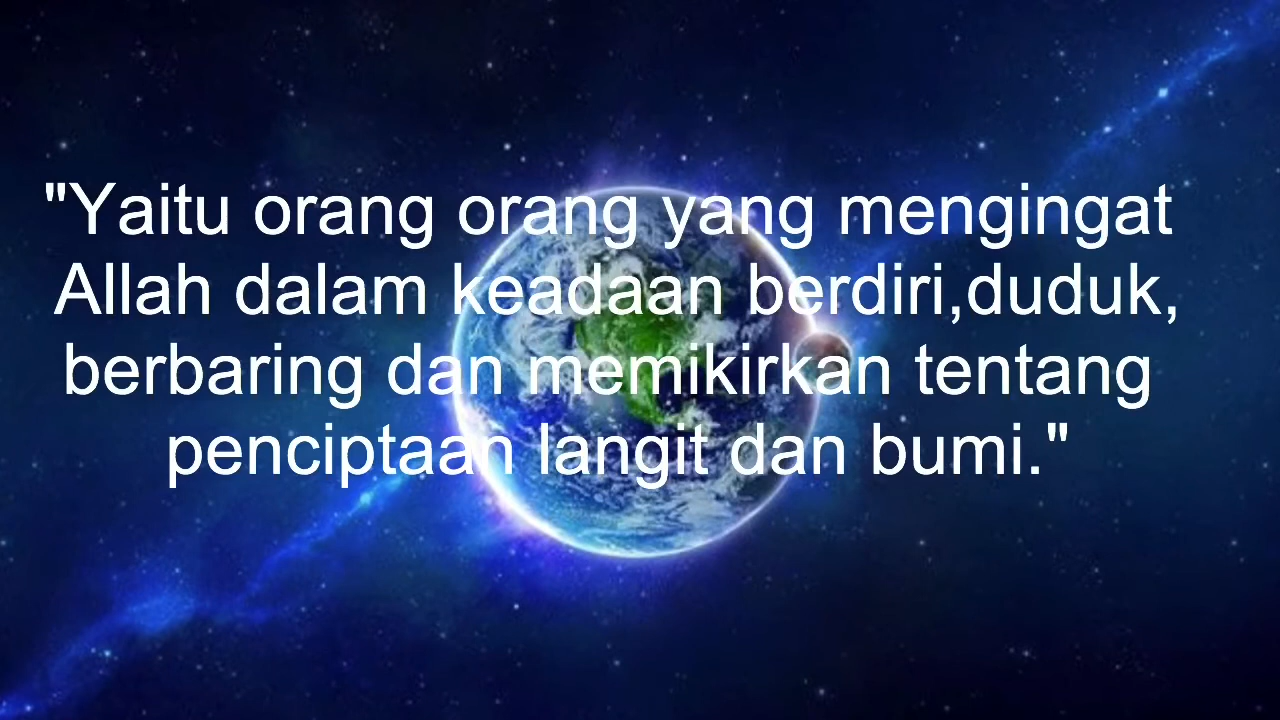 "Yaitu orang orang yang mengingat
Allah dalam keadaan berdiri,duduk,
berbaring dan memikirkan tentang
penciptaan langit dan bumi."